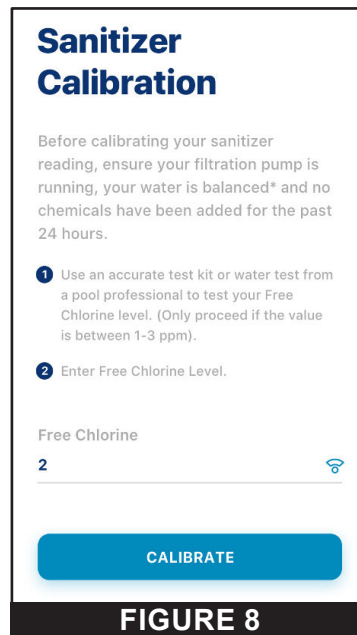 Sanitizer
Calibration
Before calibrating your sanitizer
reading, ensure your filtration pump is
running, your water is balanced* and no
chemicals have been added for the past
24 hours.
1 Use an accurate test kit or water test from
a pool professional to test your Free
Chlorine level. (Only proceed if the value
is between 1-3 ppm).
2 Enter Free Chlorine Level.
Free Chlorine
2
CALIBRATE
FIGURE 8